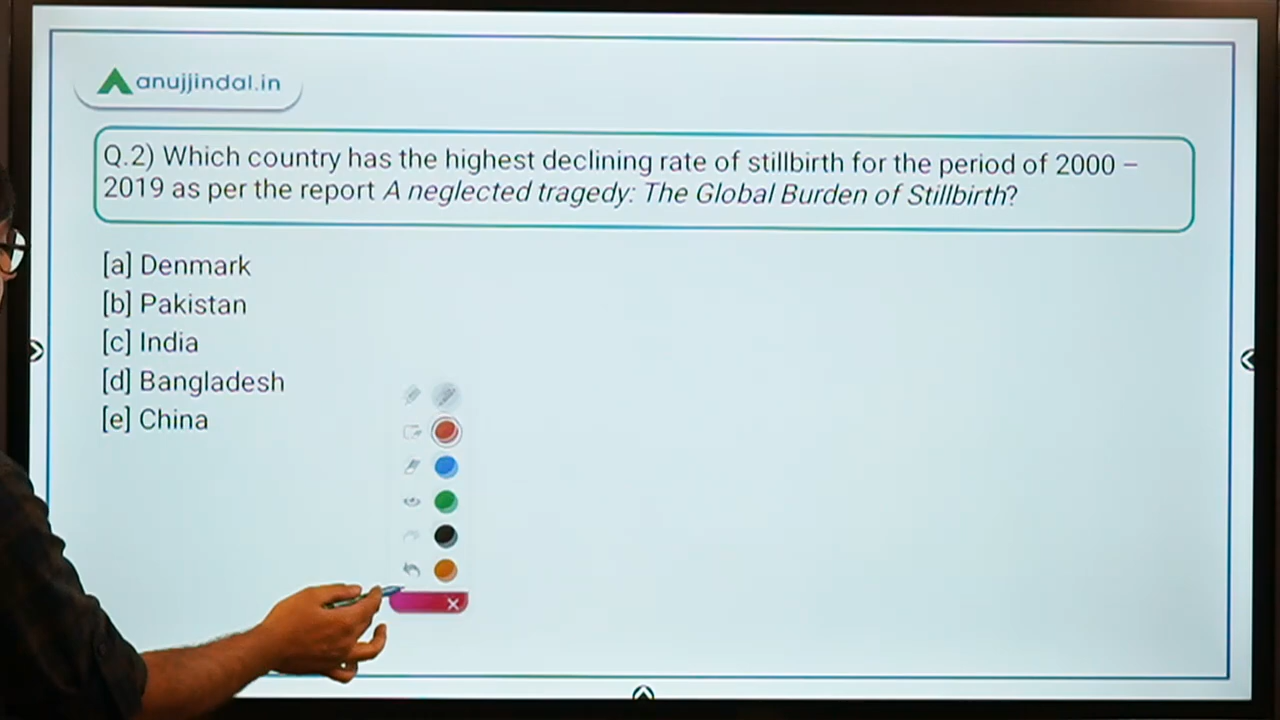 anujjindal.in
Q.2) Which country has the highest declining rate of stillbirth for the period of 2000 –
2019 as per the report A neglected tragedy: The Global Burden of Stillbirth?
[a] Denmark
[b] Pakistan
[c] India
[d] Bangladesh
[e] China